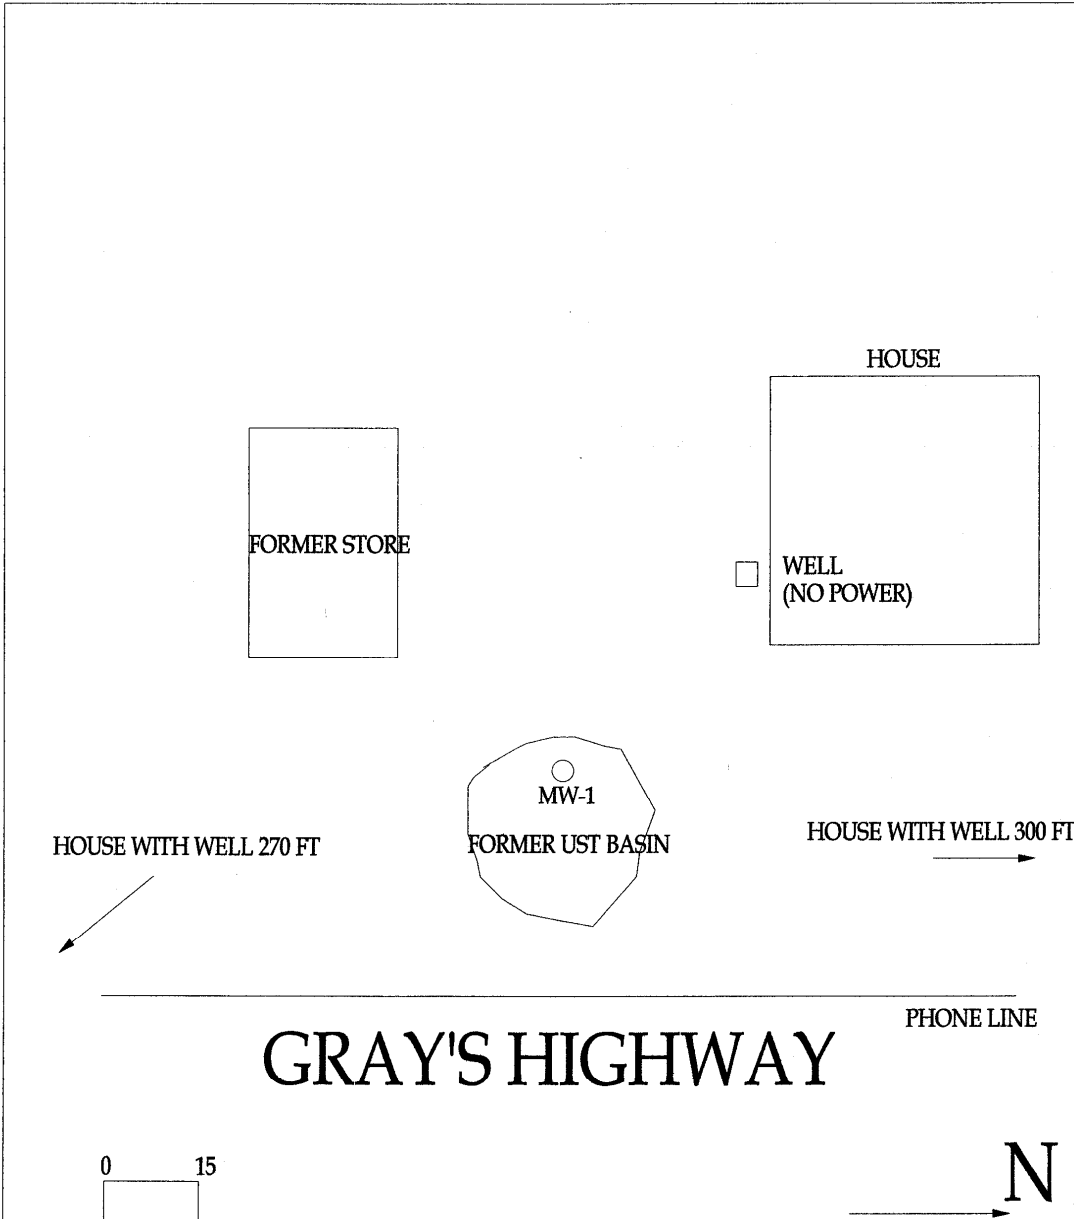 HOUSE
FORMER STORE
WELL
(NO POWER)
MW-1
FORMER UST BASIN
HOUSE WITH WELL 270 FT
HOUSE WITH WELL 300 FT
PHONE LINE
GRAY'S HIGHWAY
0 15
N